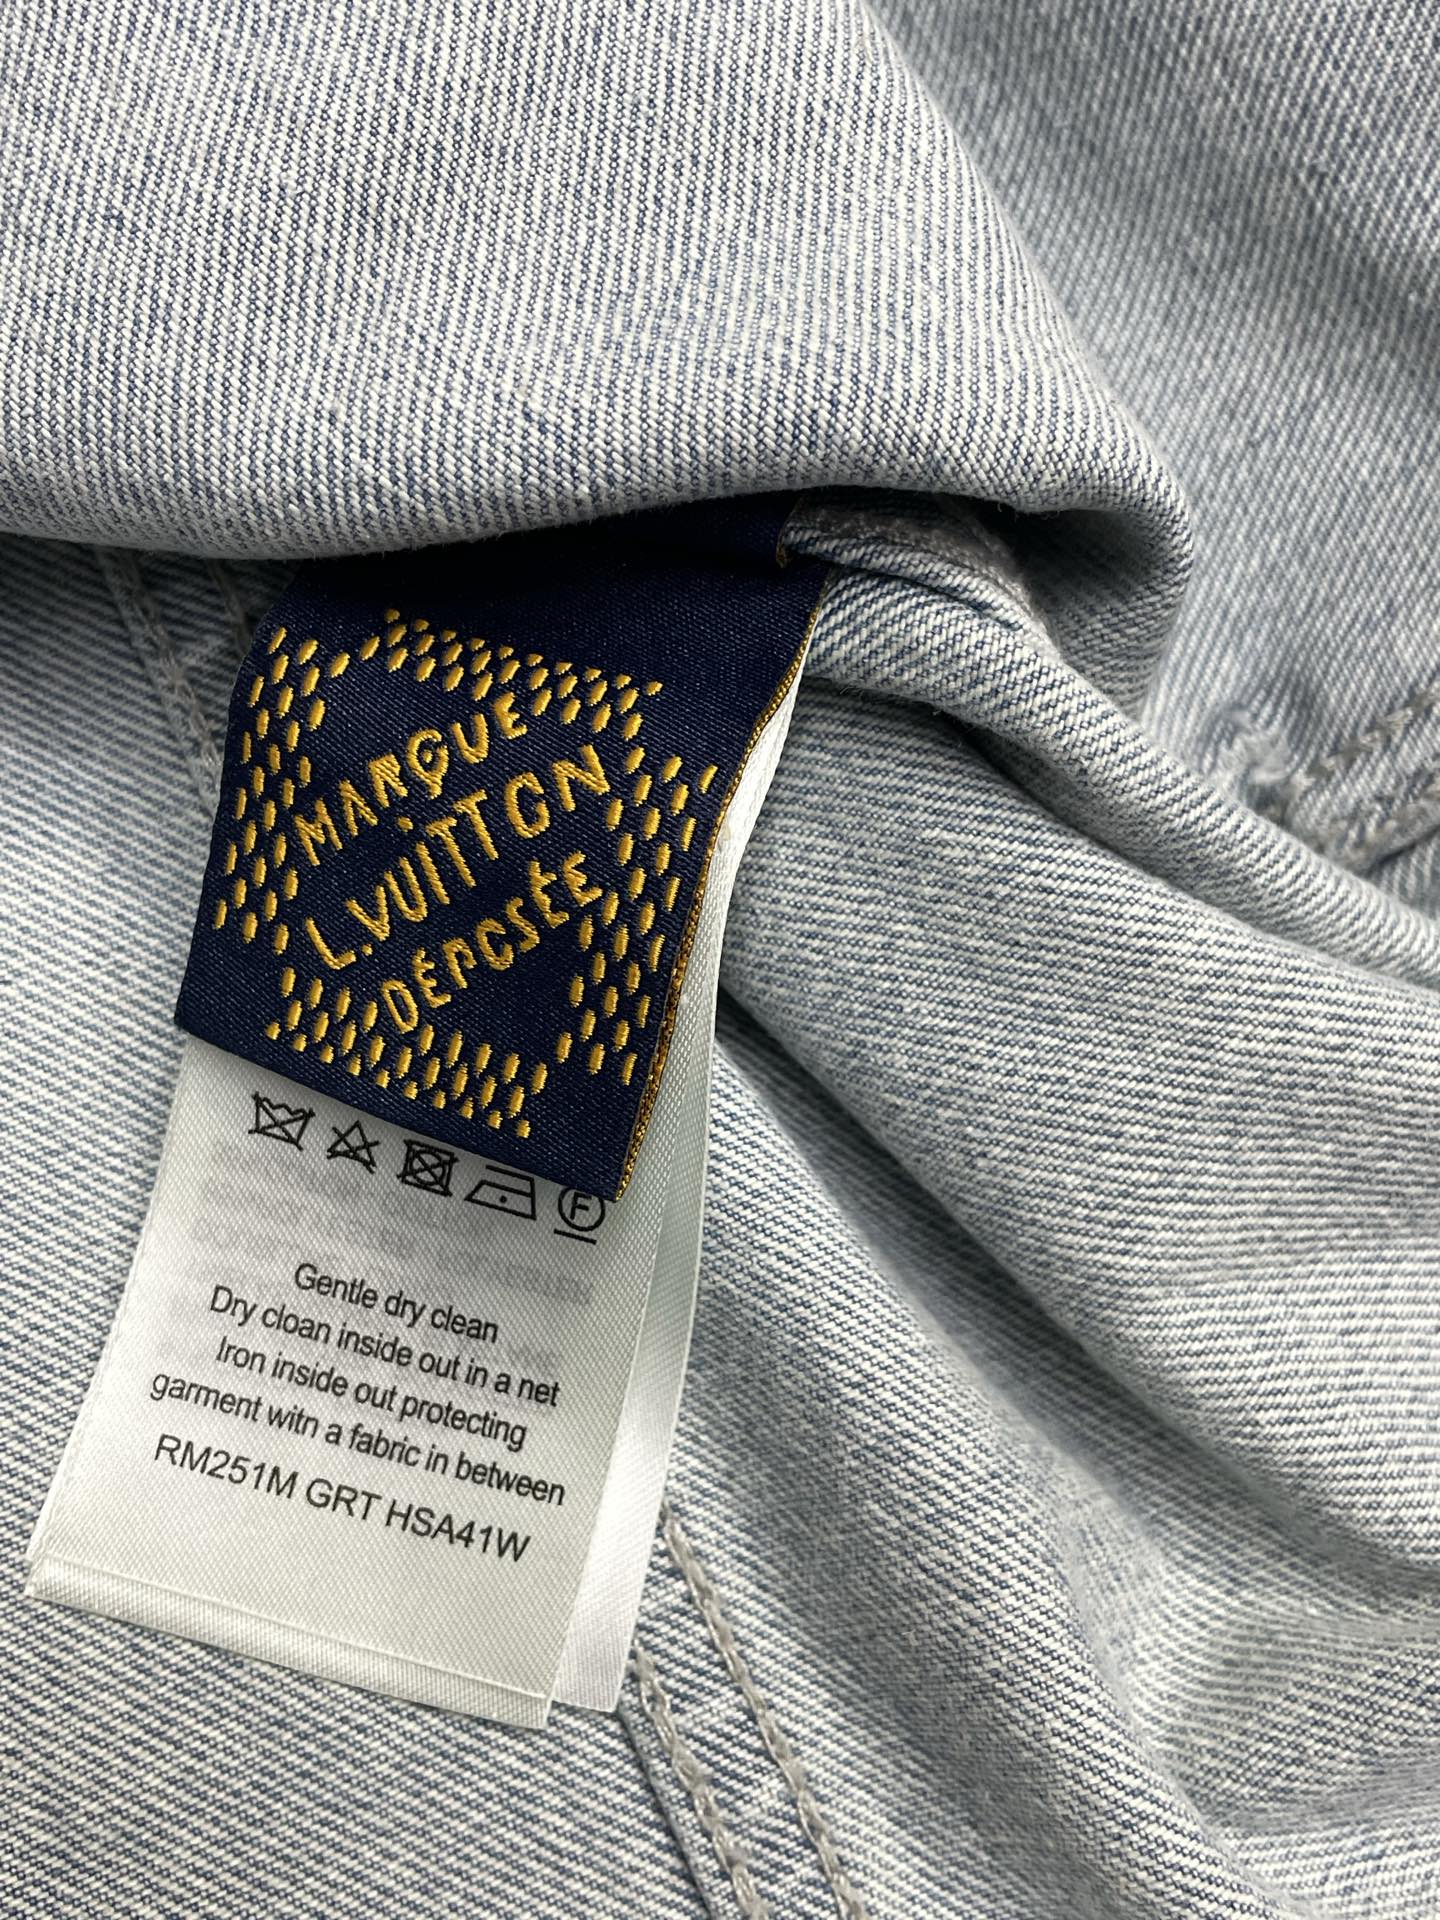 MARQUE
L.VUITTON
DÉPOSÉE
F
Gentle dry clean
Dry cloan inside out in a net
Iron inside out protecting
garment witn a fabric in between
RM251M GRT HSA41W